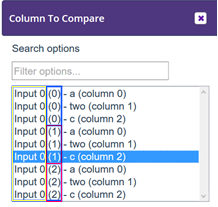 Column To Compare
Search options
Filter options...
Input 0 (0) - a (column 0)
Input 0 (0) - two (column 1)
Input 0 (0) - c (column 2)
Input 0 (1) - a (column 0)
Input 0 (1) - two (column 1)
Input 0 (1) - c (column 2)
Input 0 (2) - a (column 0)
Input 0 (2) - two (column 1)
Input 0 (2) - c (column 2)